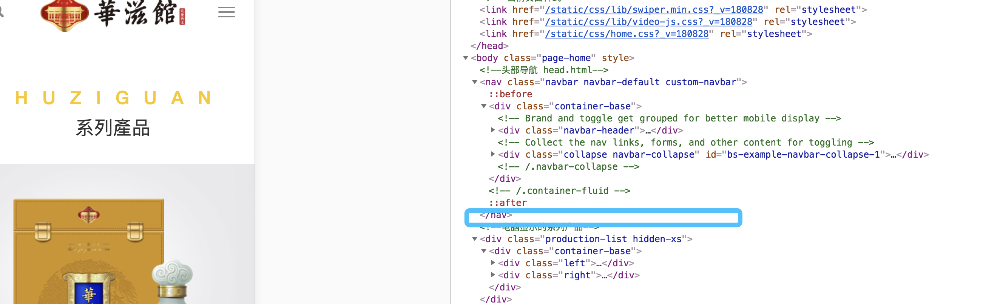 華滋館
乾隆御茗
HUZIGUAN
系列產品
華
<link href="/static/css/lib/swiper.min.css?_v=180828" rel="stylesheet">
<link href="/static/css/lib/video-js.css?_v=180828" rel="stylesheet">
<link href="/static/css/home.css?_v=180828" rel="stylesheet">
</head>
<body class="page-home" style>
<!--头部导航 head.html-->
<nav class="navbar navbar-default custom-navbar">
::before
<div class="container-base">
<!-- Brand and toggle get grouped for better mobile display -->
<div class="navbar-header">…</div>
<!-- Collect the nav links, forms, and other content for toggling -->
<div class="collapse navbar-collapse" id="bs-example-navbar-collapse-1">…</div>
<!-- /.navbar-collapse -->
</div>
<!-- /.container-fluid -->
::after
</nav>
<!--电脑显示的系列产品-->
<div class="production-list hidden-xs">
<div class="container-base">
<div class="left">…</div>
<div class="right">…</div>
</div>
</div>